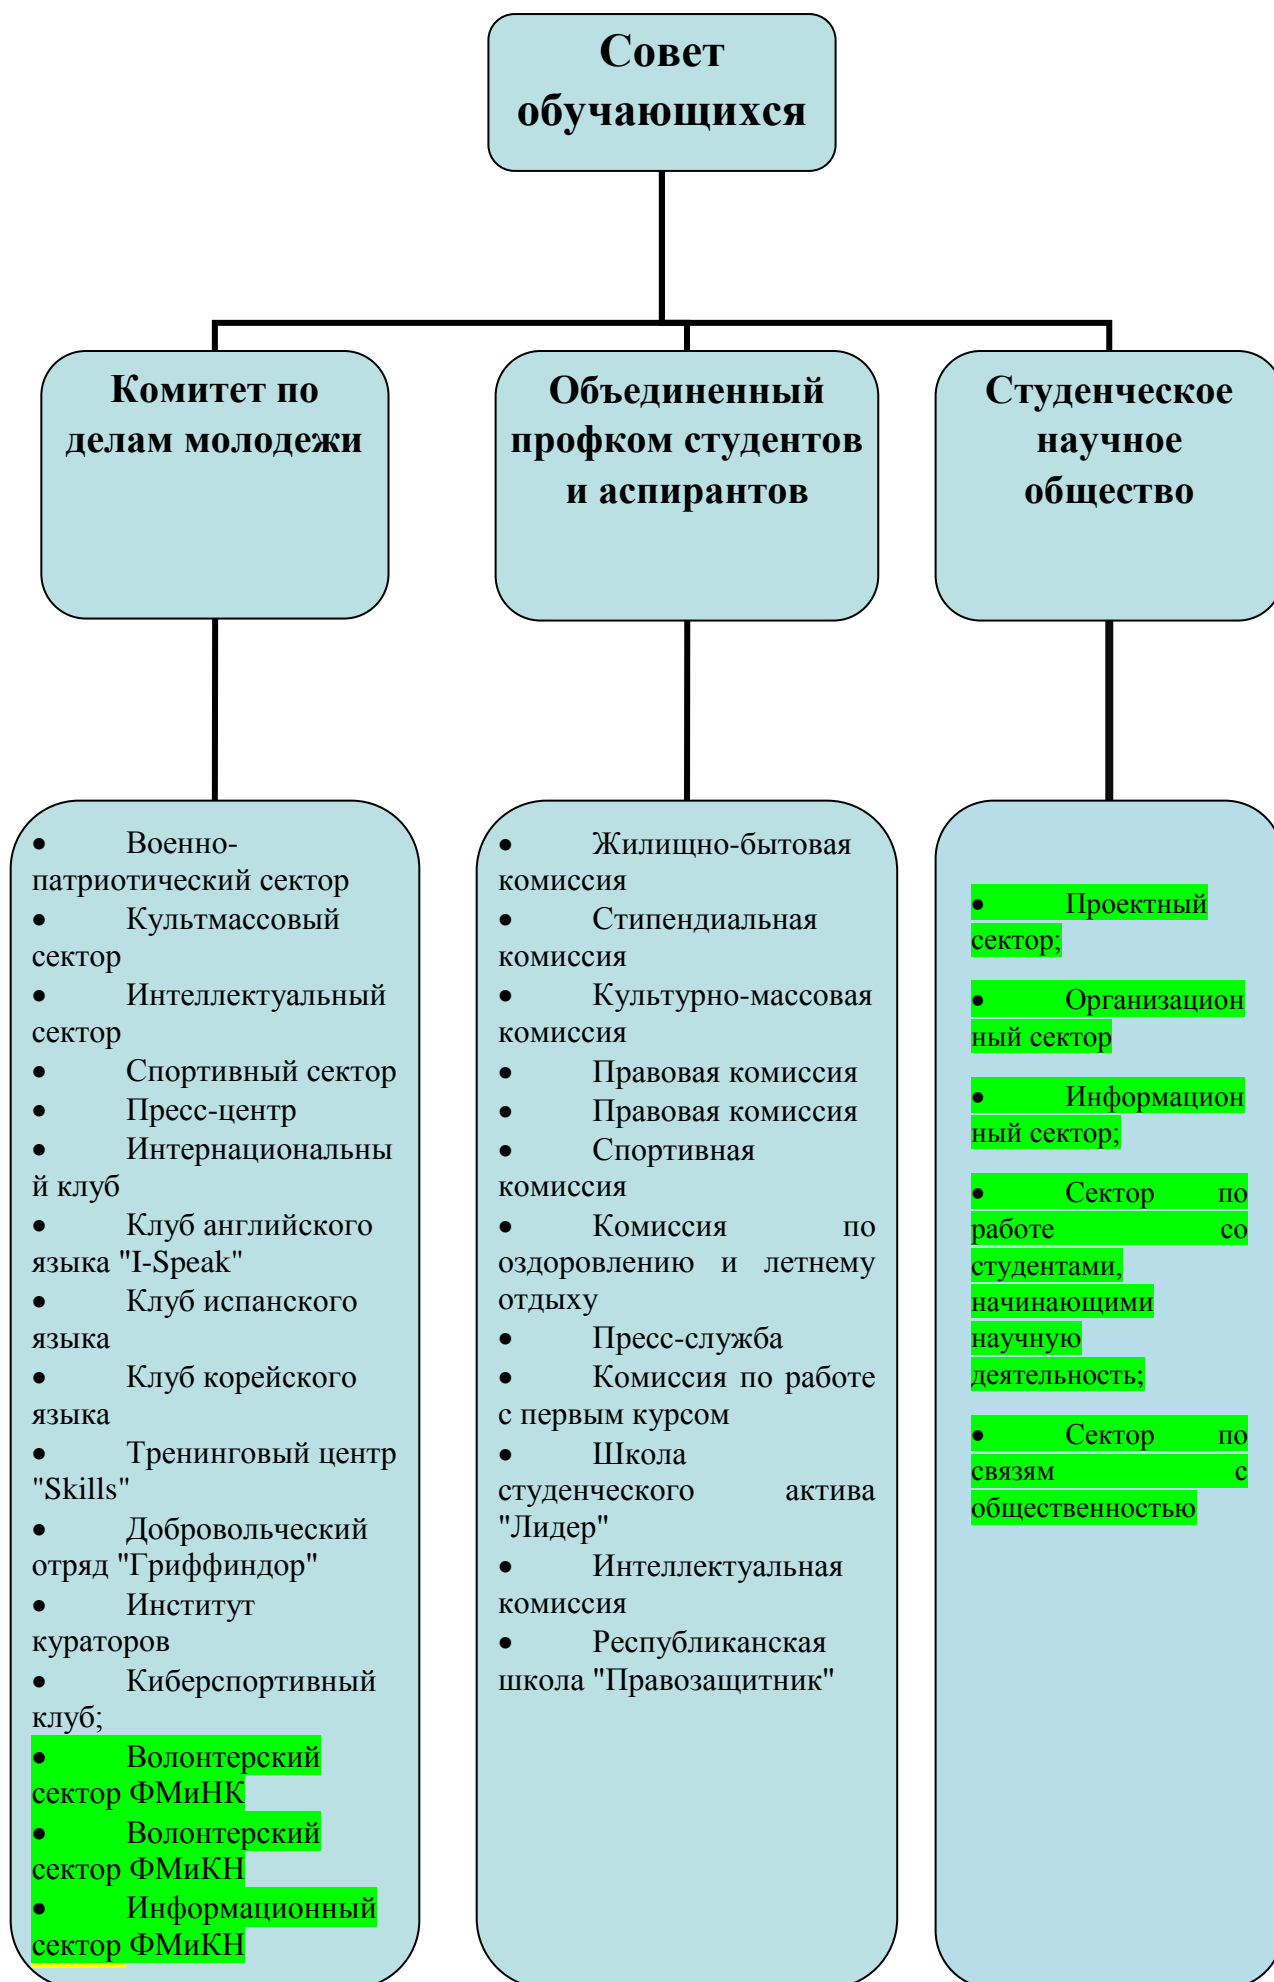 Совет
обучающихся
Комитет по
делам молодежи
Объединенный
профком студентов
и аспирантов
Студенческое
научное
общество
• Военно-
патриотический сектор
• Культмассовый
сектор
• Интеллектуальный
сектор
• Спортивный сектор
• Пресс-центр
• Интернациональны
й клуб
• Клуб английского
языка "I-Speak"
• Клуб испанского
языка
• Клуб корейского
языка
• Тренинговый центр
"Skills"
• Добровольческий
отряд "Гриффиндор"
• Институт
кураторов
• Киберспортивный
клуб;
• Волонтерский
сектор ФМиНК
• Волонтерский
сектор ФМиКН
• Информационный
сектор ФМиКН
• Жилищно-бытовая
комиссия
• Стипендиальная
комиссия
• Культурно-массовая
комиссия
• Правовая комиссия
• Правовая комиссия
• Спортивная
комиссия
• Комиссия по
оздоровлению и летнему
отдыху
• Пресс-служба
• Комиссия по работе
с первым курсом
• Школа
студенческого актива
"Лидер"
• Интеллектуальная
комиссия
• Республиканская
школа "Правозащитник"
• Проектный
сектор;
• Организацион
ный сектор
• Информацион
ный сектор;
• Сектор по
работе со
студентами,
начинающими
научную
деятельность;
• Сектор по
связям с
общественностью